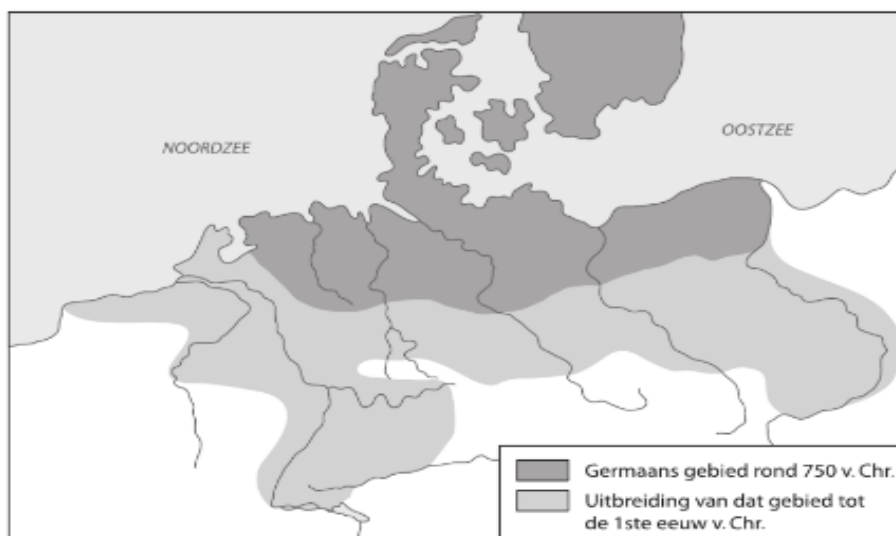 NOORDZEE
OOSTZEE
Germaans gebied rond 750 v. Chr.
Uitbreiding van dat gebied tot
de 1ste eeuw v. Chr.